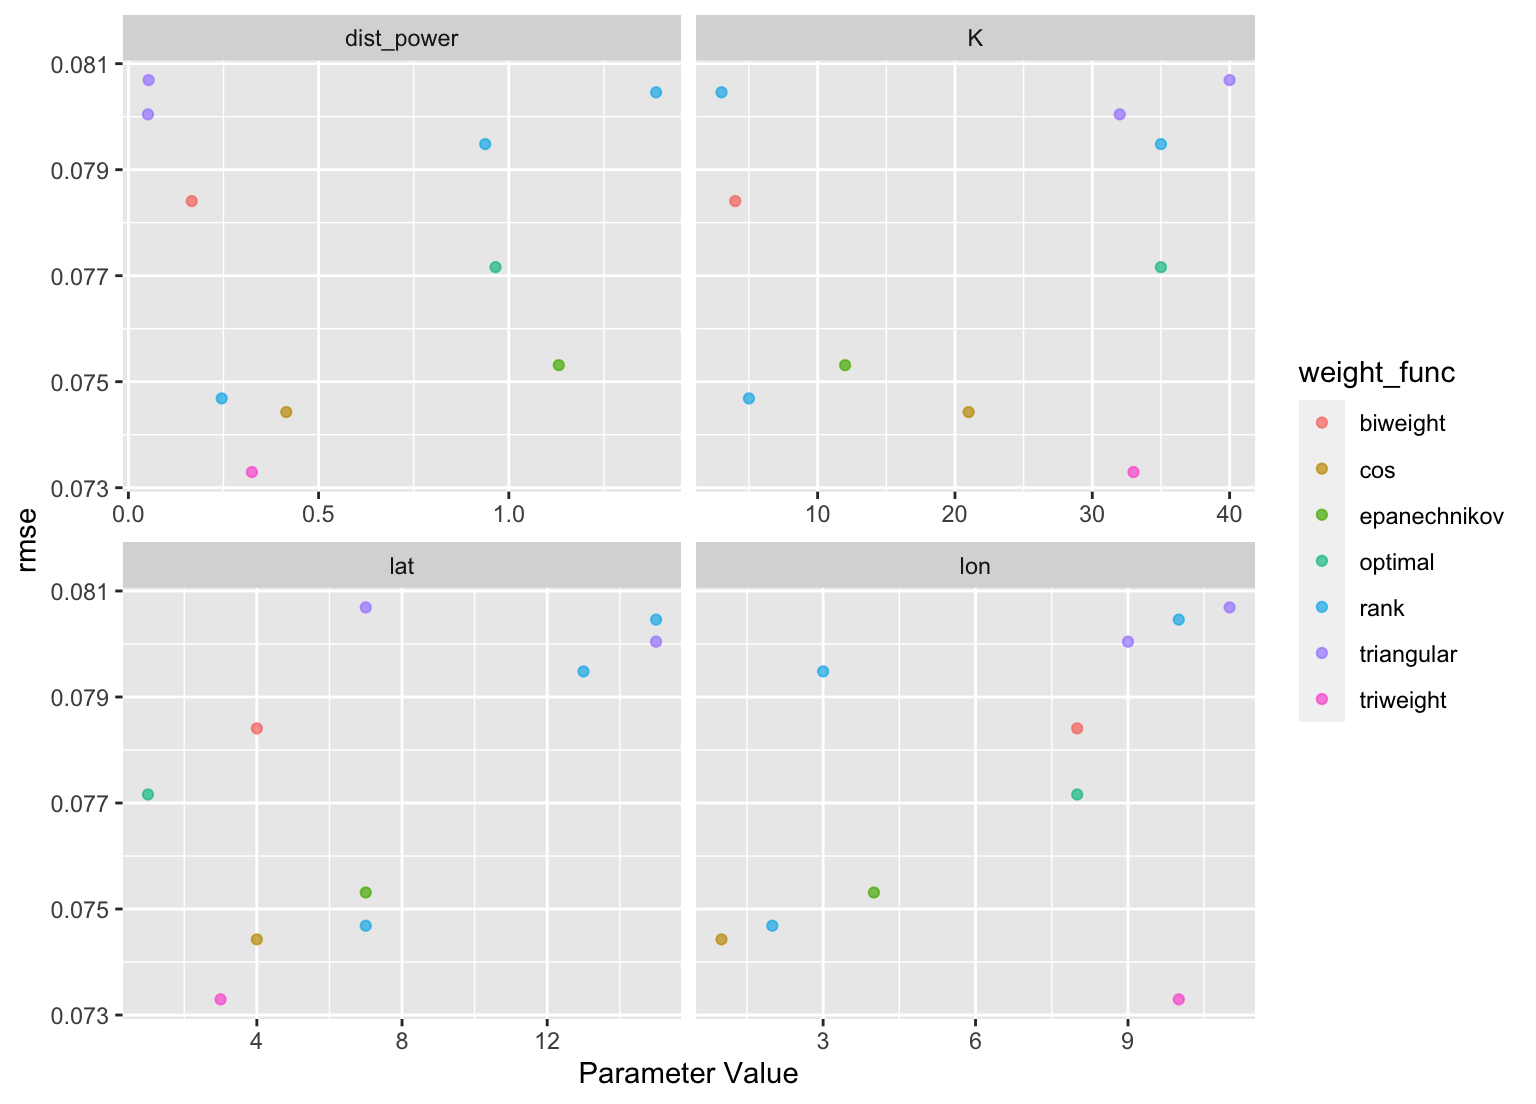 dist_power
K
0.081
0.079
0.077
0.075
0.073
0.0 0.5 1.0
10 20 30 40
lat
lon
0.081
0.079
0.077
0.075
0.073
4 8 12
3 6 9
rmse
Parameter Value
weight_func
biweight
cos
epanechnikov
optimal
rank
triangular
triweight